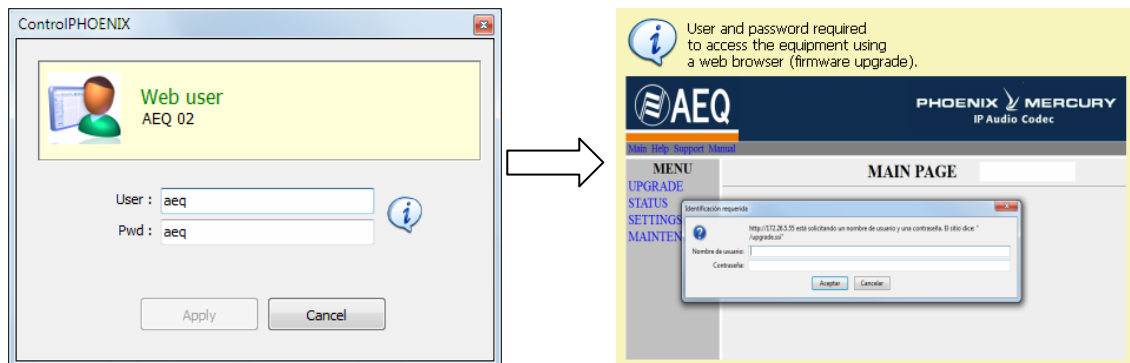 ControlPHOENIX
Web user
AEQ 02
User : aeq
Pwd : aeq
Apply Cancel
User and password required
to access the equipment using
a web browser (firmware upgrade).
AEQ
PHOENIX MERCURY
IP Audio Codec
Main Help Support Manual
MENU
UPGRADE
STATUS
SETTINGS
MAINTEN
MAIN PAGE
Identificación requerida
http://172.26.5.55 está solicitando un nombre de usuario y una contraseña. El sitio dice: "
/upgrade.ssi"
Nombre de usuario:
Contraseña:
Aceptar Cancelar